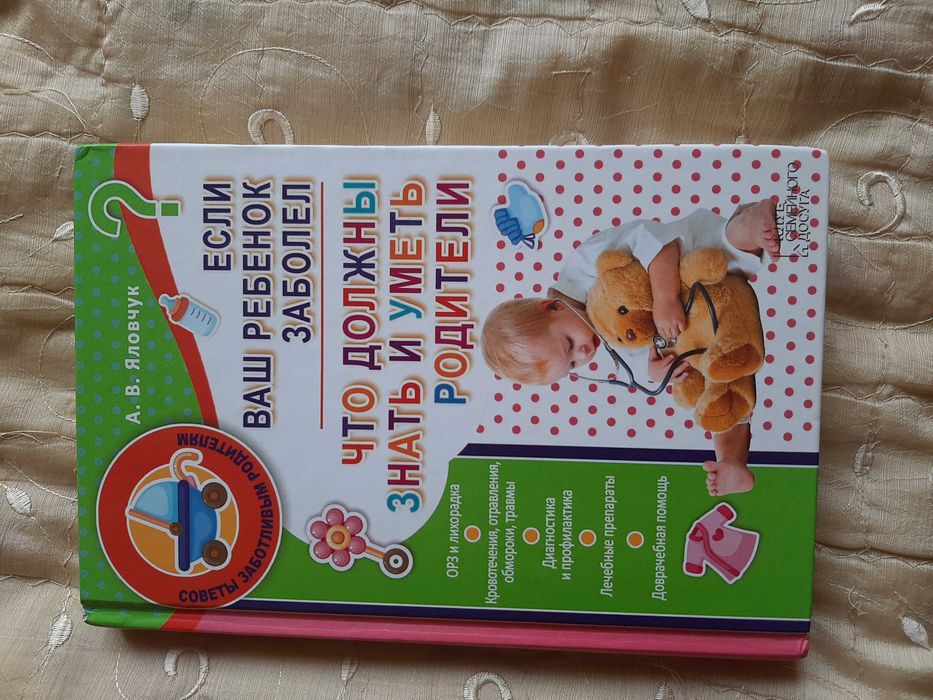 А. В. Яловчук
?
СОВЕТЫ ЗАБОТЛИВЫМ РОДИТЕЛЯМ
ЕСЛИ
ВАШ РЕБЕНОК
ЗАБОЛЕЛ
ЧТО ДОЛЖНЫ
ЗНАТЬ И УМЕТЬ
РОДИТЕЛИ
ОРЗ и лихорадка
Кровотечения, отравления,
обмороки, травмы
Диагностика
и профилактика
Лечебные препараты
Доврачебная помощь
КЛУБ
СЕМЕЙНОГО
ДОСУГА